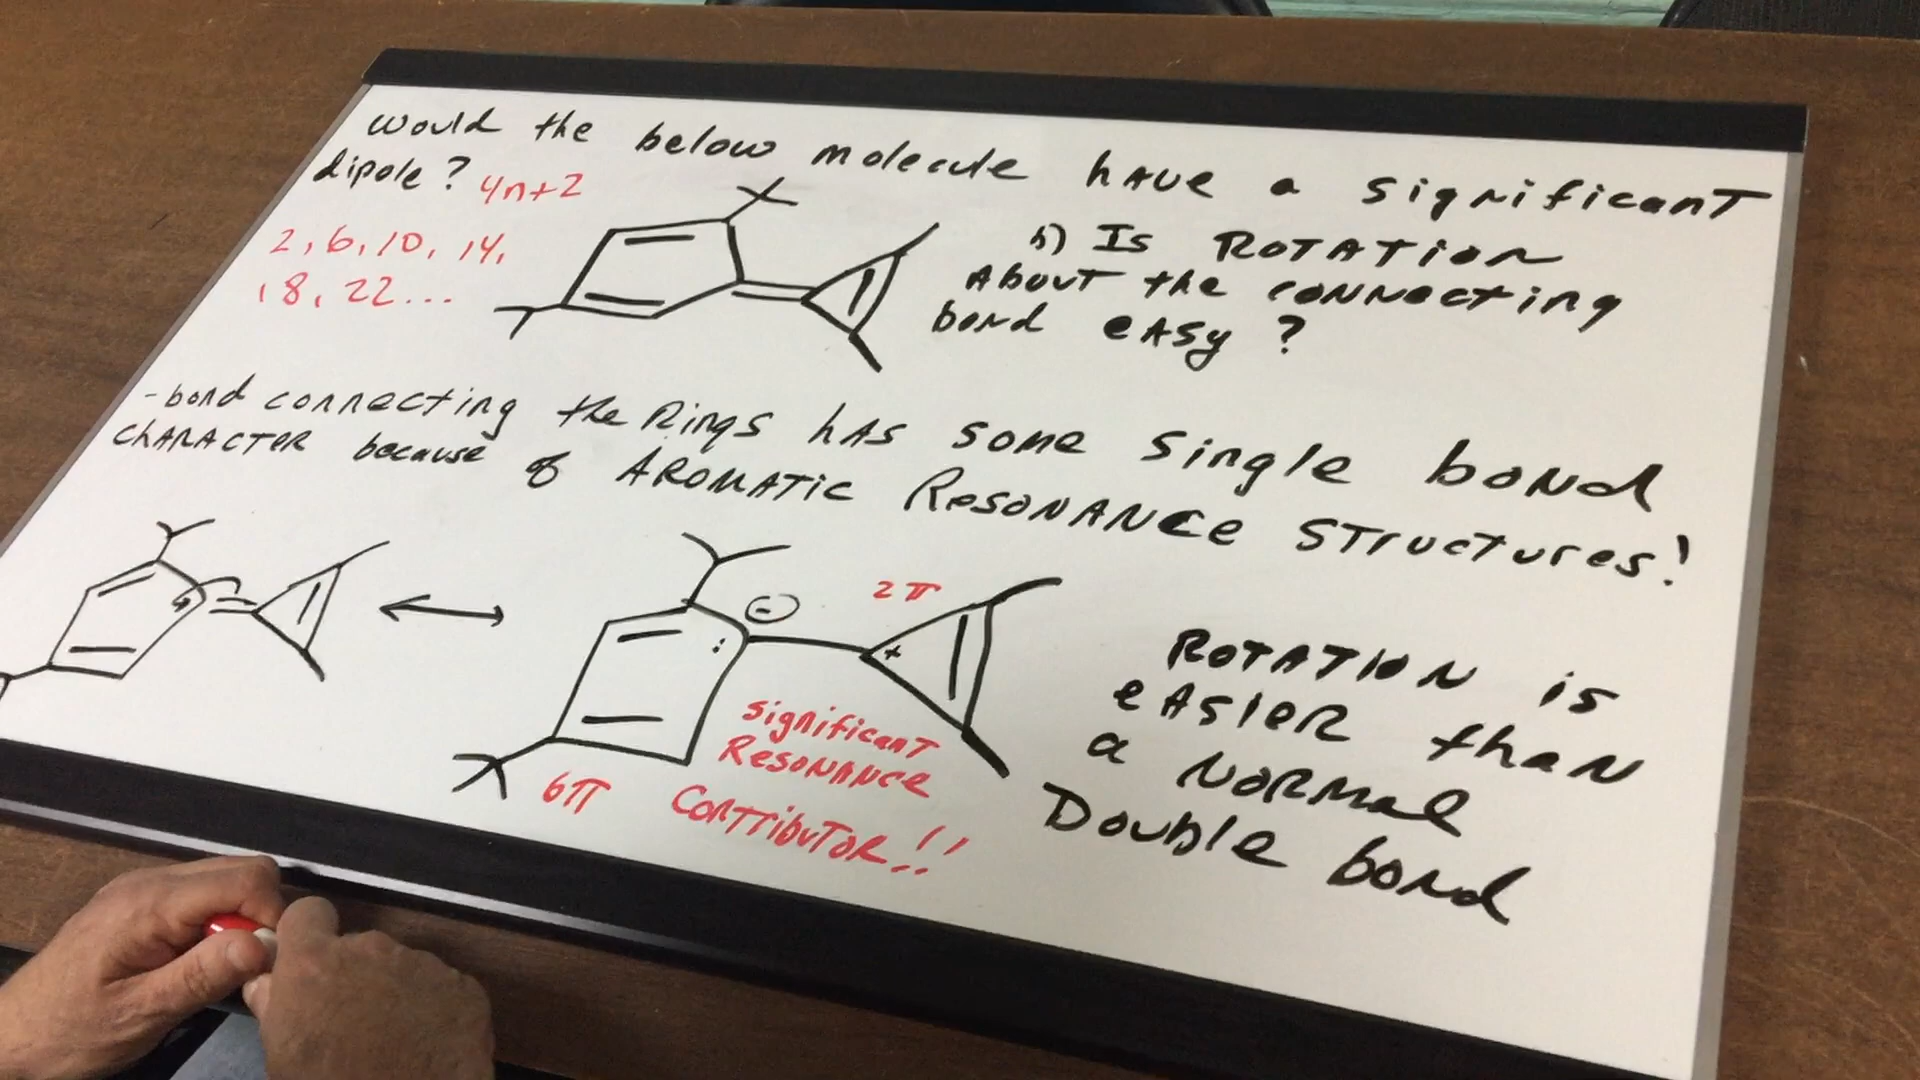 Would the below molecule have a significant
dipole? 4n+2
2, 6, 10, 14,
18, 22...
b) Is Rotation
About the connecting
bond easy?
- bond connecting the Rings has some single bond
character because of Aromatic Resonance structures!
2π
6π
significant
Resonance
Contributor!!
Rotation is
easier than
a normal
Double bond